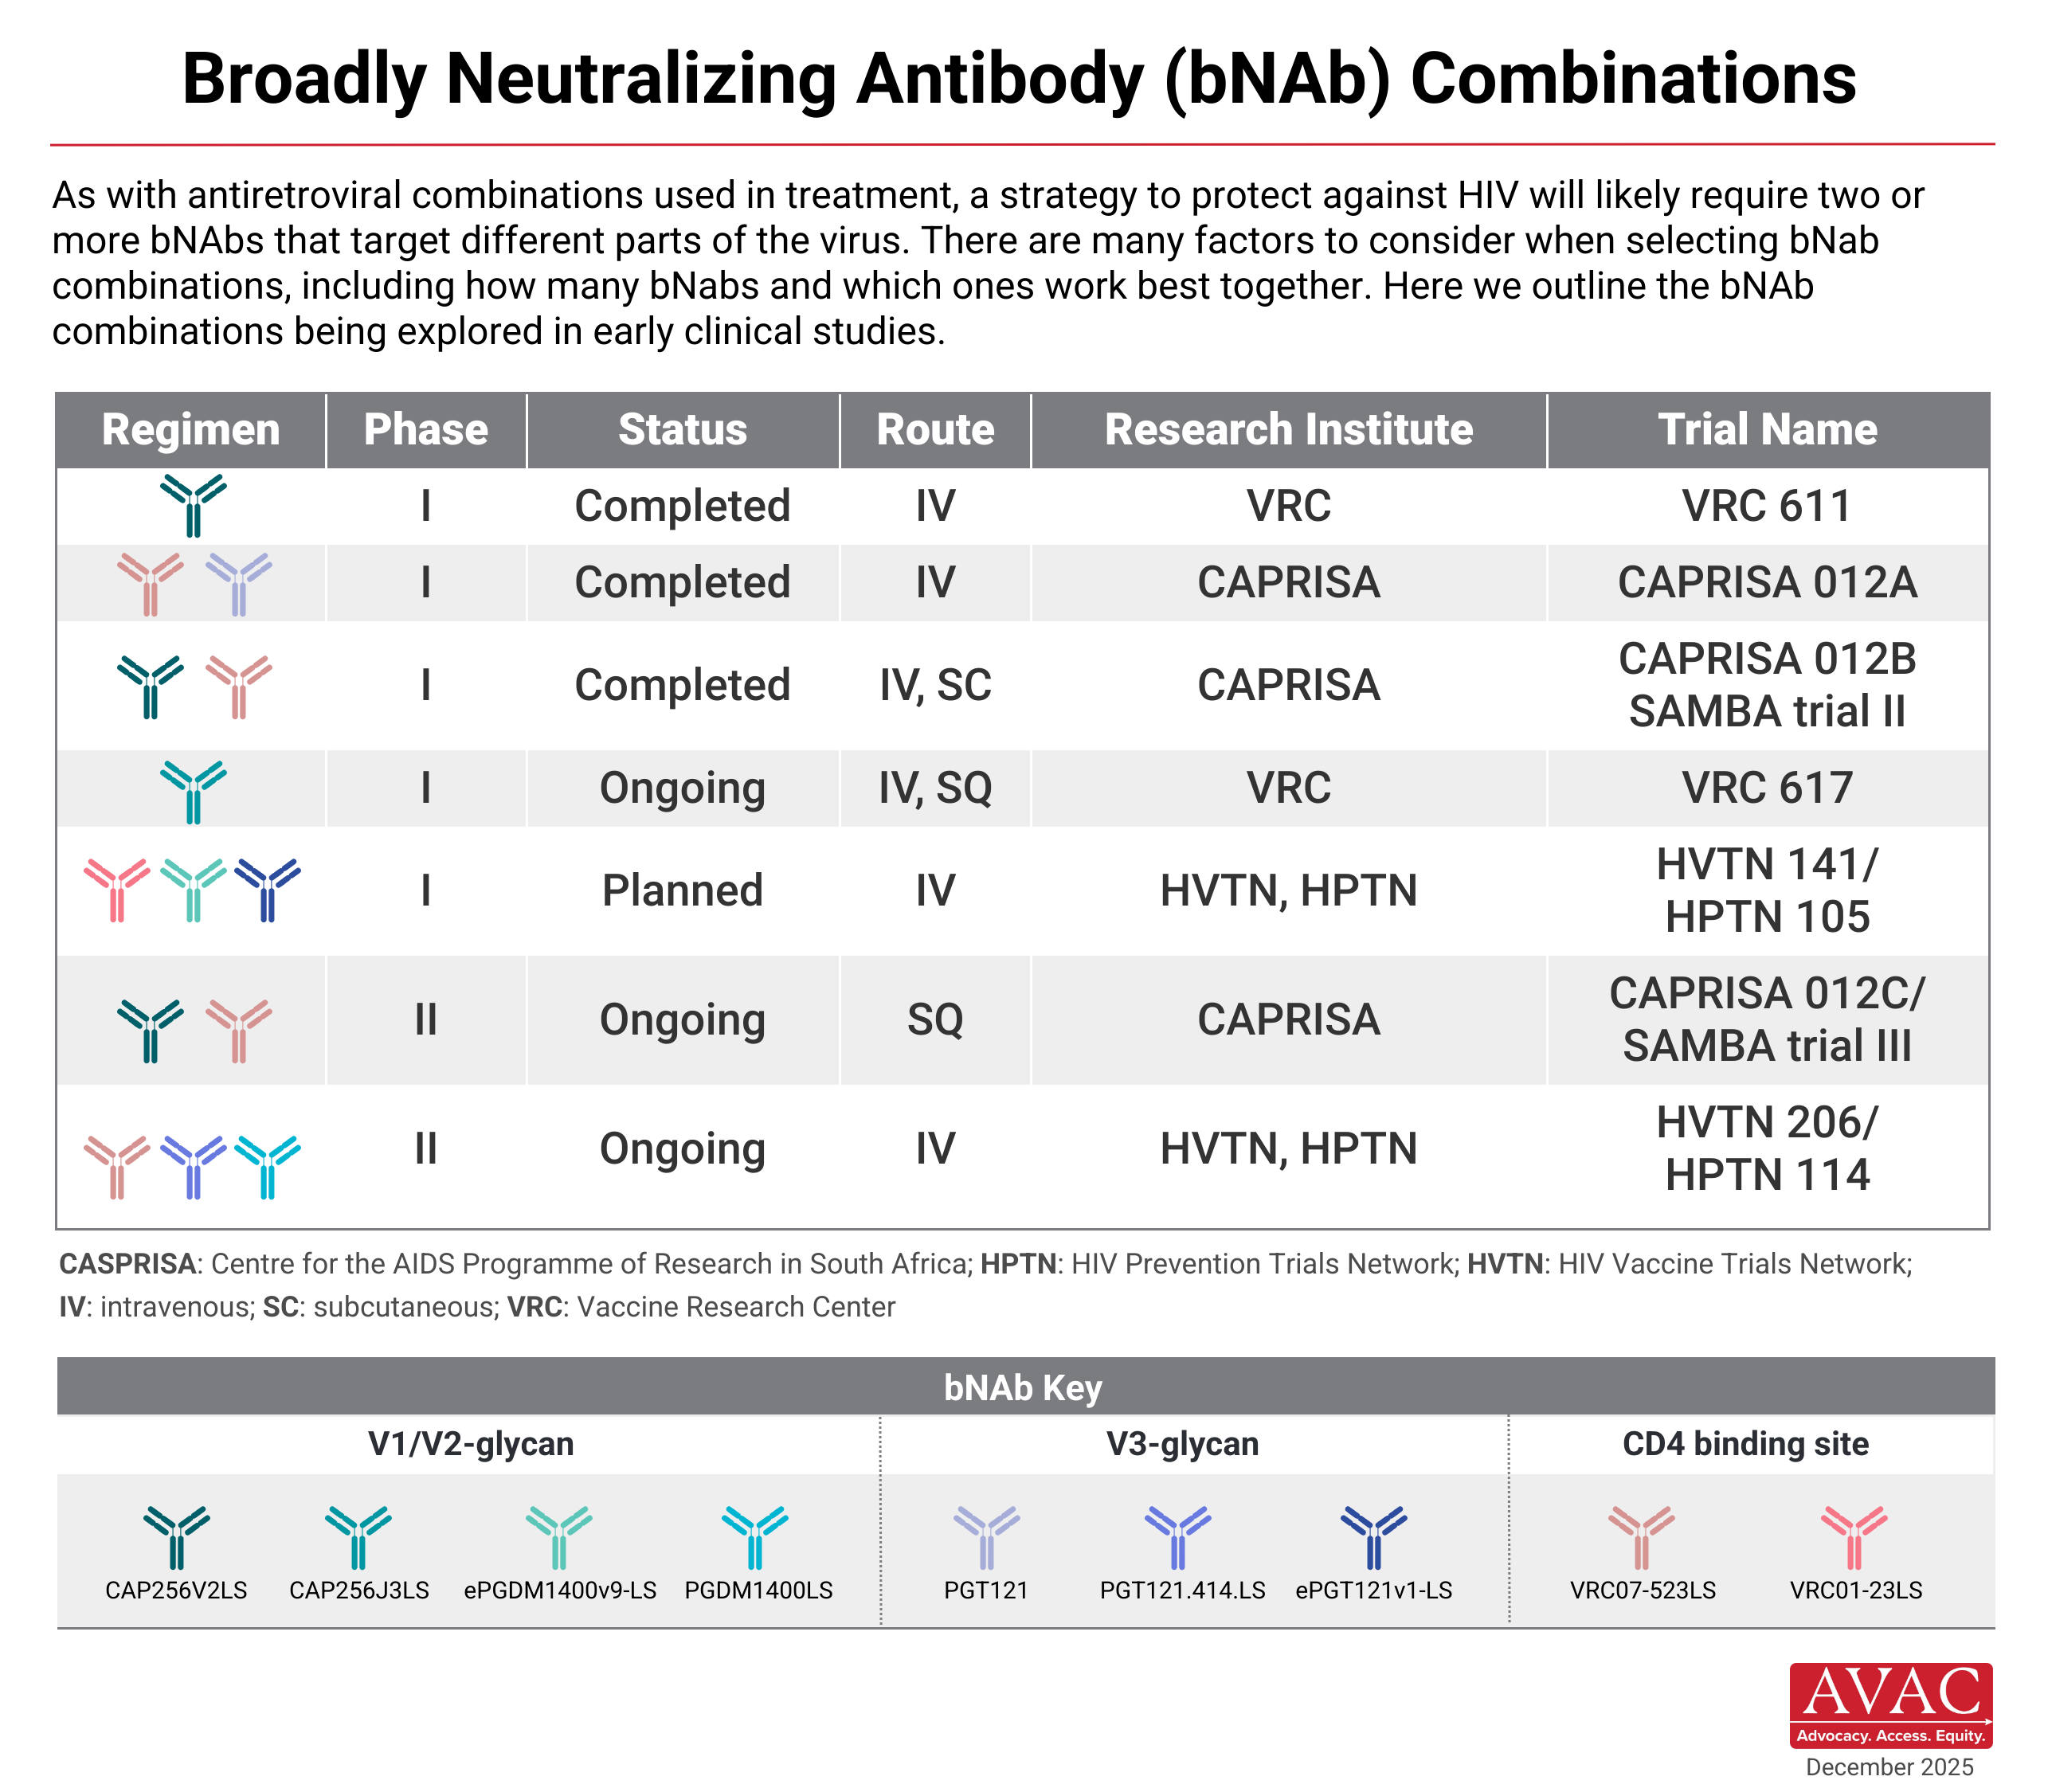 Broadly Neutralizing Antibody (bNAb) Combinations
As with antiretroviral combinations used in treatment, a strategy to protect against HIV will likely require two or
more bNAbs that target different parts of the virus. There are many factors to consider when selecting bNab
combinations, including how many bNabs and which ones work best together. Here we outline the bNAb
combinations being explored in early clinical studies.
Regimen Phase Status Route Research Institute Trial Name
I Completed IV VRC VRC 611
I Completed IV CAPRISA CAPRISA 012A
I Completed IV, SC CAPRISA CAPRISA 012B
SAMBA trial II
I Ongoing IV, SQ VRC VRC 617
I Planned IV HVTN, HPTN HVTN 141/
HPTN 105
II Ongoing SQ CAPRISA CAPRISA 012C/
SAMBA trial III
II Ongoing IV HVTN, HPTN HVTN 206/
HPTN 114
CASPRISA: Centre for the AIDS Programme of Research in South Africa; HPTN: HIV Prevention Trials Network; HVTN: HIV Vaccine Trials Network;
IV: intravenous; SC: subcutaneous; VRC: Vaccine Research Center
bNAb Key
V1/V2-glycan V3-glycan CD4 binding site
CAP256V2LS CAP256J3LS ePGDM1400v9-LS PGDM1400LS PGT121 PGT121.414.LS ePGT121v1-LS VRC07-523LS VRC01-23LS
AVAC
Advocacy. Access. Equity.
December 2025